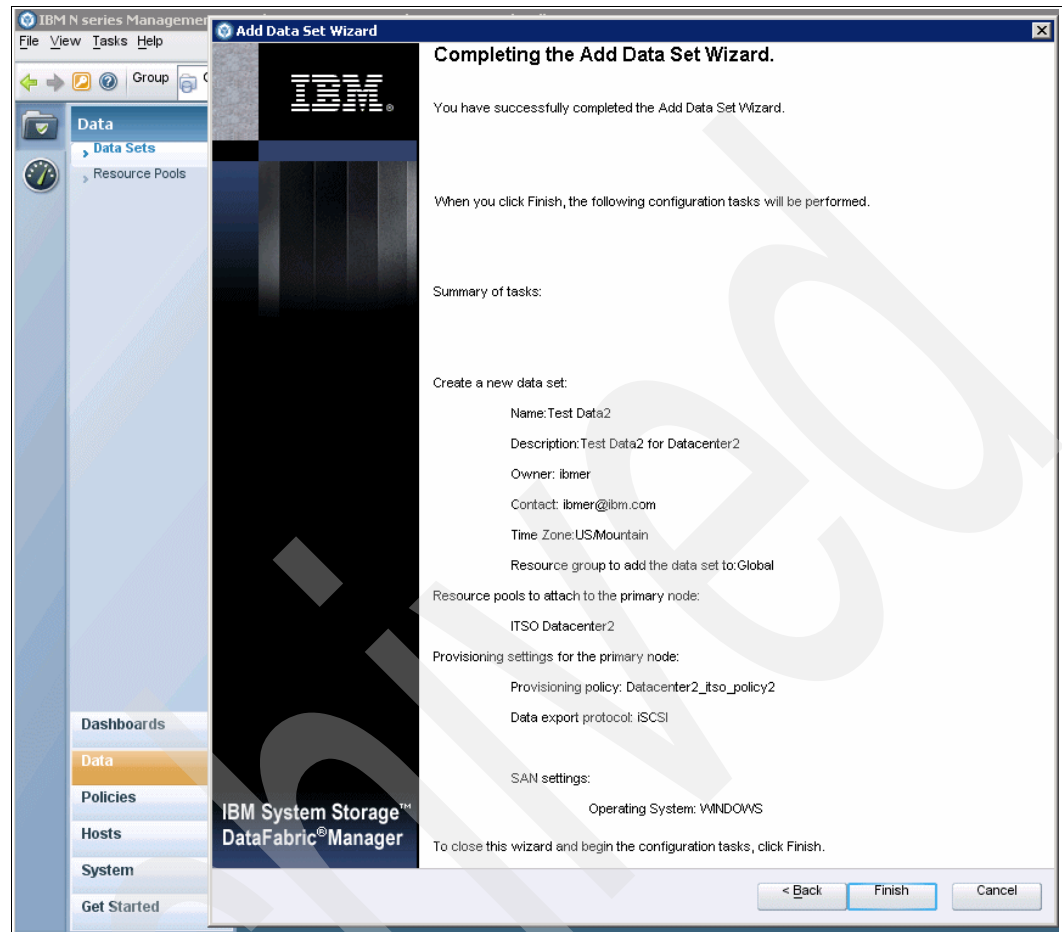 IBM N series Manageme
Add Data Set Wizard
File View Tasks Help
Group
Data
Data Sets
Resource Pools
Dashboards
Data
Policies
Hosts
System
Get Started
IBM®
IBM System Storage™
DataFabric®Manager
Completing the Add Data Set Wizard.
You have successfully completed the Add Data Set Wizard.
When you click Finish, the following configuration tasks will be performed.
Summary of tasks:
Create a new data set:
Name:Test Data2
Description:Test Data2 for Datacenter2
Owner: ibmer
Contact: ibmer@ibm.com
Time Zone:US/Mountain
Resource group to add the data set to:Global
Resource pools to attach to the primary node:
ITSO Datacenter2
Provisioning settings for the primary node:
Provisioning policy: Datacenter2_itso_policy2
Data export protocol: iSCSI
SAN settings:
Operating System: WINDOWS
To close this wizard and begin the configuration tasks, click Finish.
< Back
Finish
Cancel